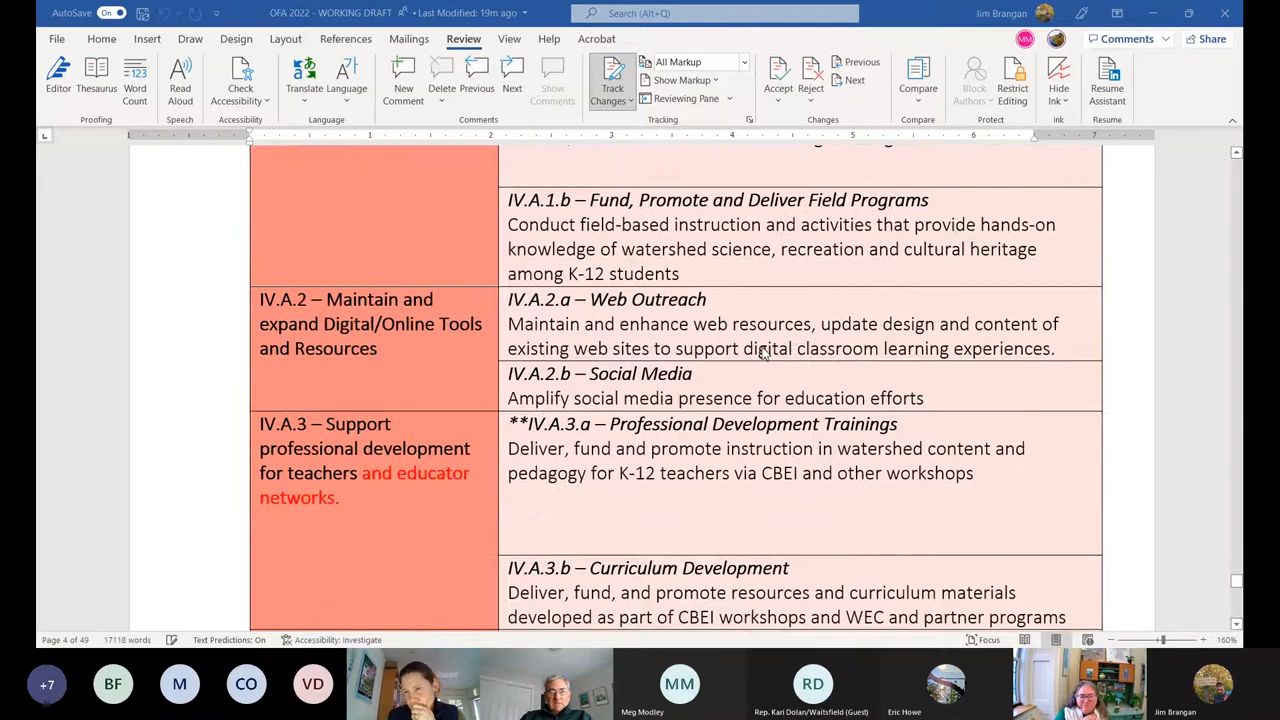 AutoSave On OFA 2022 - WORKING DRAFT • Last Modified: 19m ago Search (Alt+Q) Jim Brangan
File Home Insert Draw Design Layout References Mailings Review View Help Acrobat MM Comments Share
Editor Thesaurus Word Count Read Aloud Check Accessibility Translate Language New Comment Delete Previous Next Show Comments Track Changes All Markup Show Markup Reviewing Pane Accept Reject Previous Next Compare Block Authors Restrict Editing Hide Ink Resume Assistant
Proofing Speech Accessibility Language Comments Tracking Changes Compare Protect Ink Resume
1 1 2 3 4 5 6 7
IV.A.1.b – Fund, Promote and Deliver Field Programs
Conduct field-based instruction and activities that provide hands-on
knowledge of watershed science, recreation and cultural heritage
among K-12 students
IV.A.2 – Maintain and
expand Digital/Online Tools
and Resources
IV.A.2.a – Web Outreach
Maintain and enhance web resources, update design and content of
existing web sites to support digital classroom learning experiences.
IV.A.2.b – Social Media
Amplify social media presence for education efforts
IV.A.3 – Support
professional development
for teachers and educator
networks.
**IV.A.3.a – Professional Development Trainings
Deliver, fund and promote instruction in watershed content and
pedagogy for K-12 teachers via CBEI and other workshops
IV.A.3.b – Curriculum Development
Deliver, fund, and promote resources and curriculum materials
developed as part of CBEI workshops and WEC and partner programs
Page 4 of 49 17118 words Text Predictions: On Accessibility: Investigate Focus 160%
+7 BF M CO VD MM RD
Meg Modley Rep. Kari Dolan/Waitsfield (Guest) Eric Howe Jim Brangan